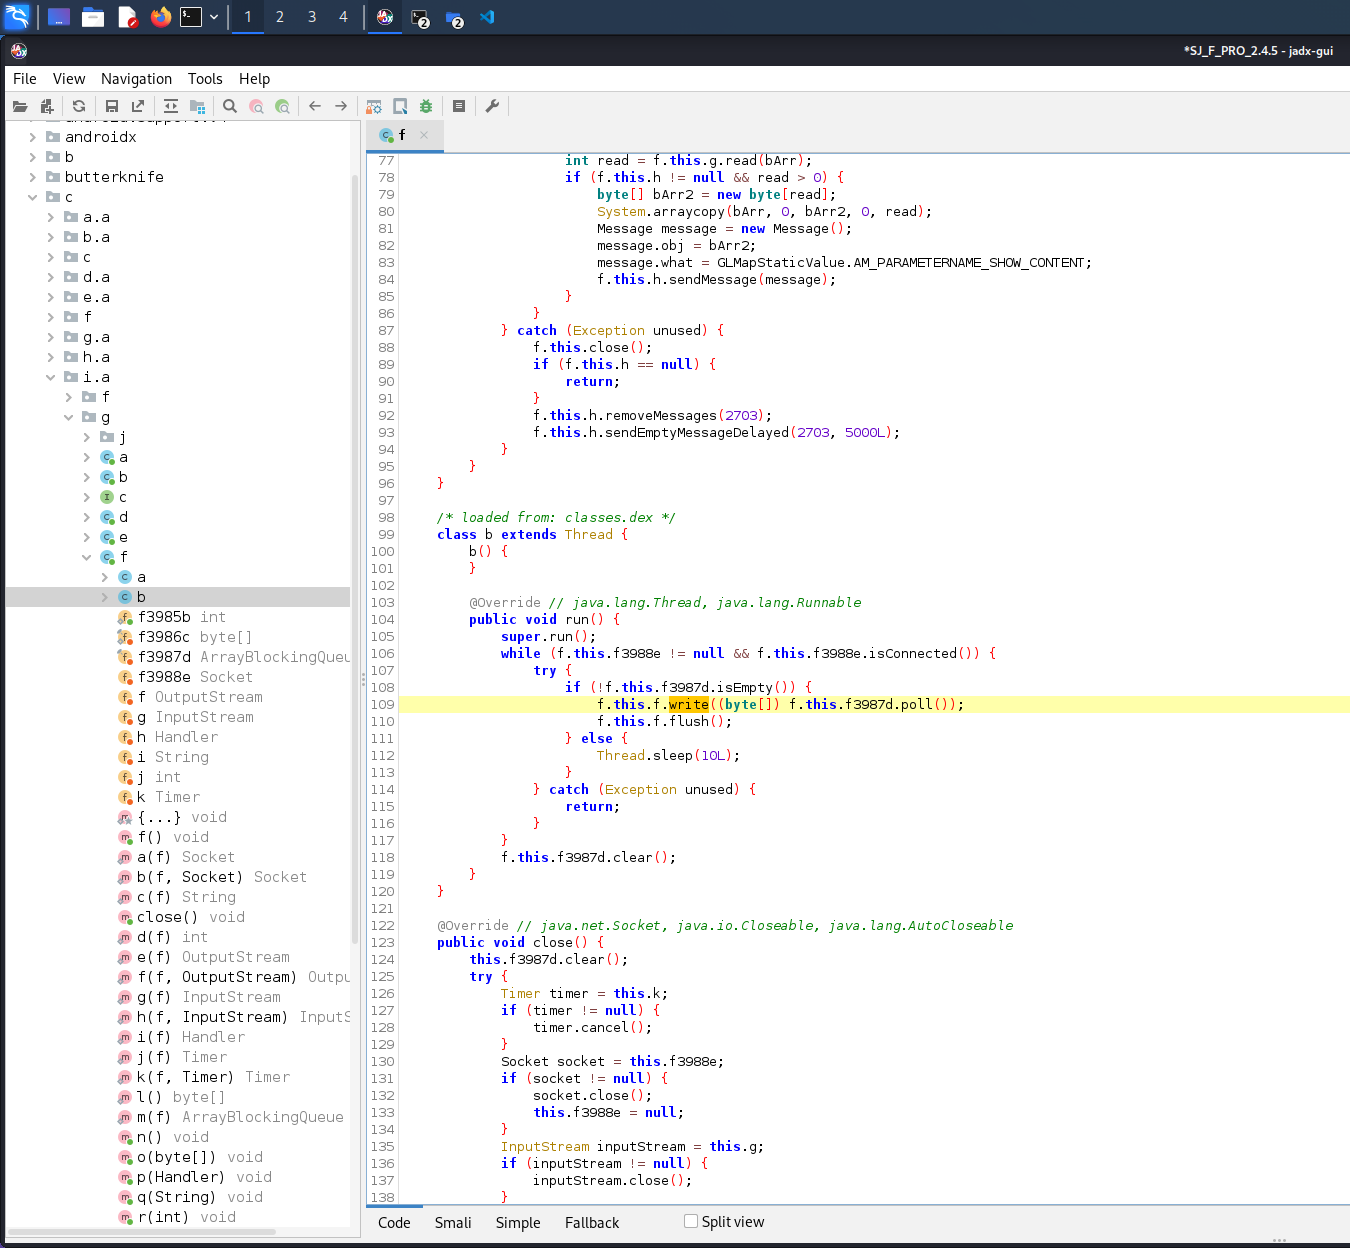 1 2 3 4 2 2
*SJ_F_PRO_2.4.5 - jadx-gui
File View Navigation Tools Help
f
androidx
b
butterknife
c
a.a
b.a
c
d.a
e.a
f
g.a
h.a
i.a
f
g
j
a
b
c
d
e
f
a
b
f3985b int
f3986c byte[]
f3987d ArrayBlockingQueu
f3988e Socket
f OutputStream
g InputStream
h Handler
i String
j int
k Timer
{...} void
f() void
a(f) Socket
b(f, Socket) Socket
c(f) String
close() void
d(f) int
e(f) OutputStream
f(f, OutputStream) Outpu
g(f) InputStream
h(f, InputStream) InputS
i(f) Handler
j(f) Timer
k(f, Timer) Timer
l() byte[]
m(f) ArrayBlockingQueue
n() void
o(byte[]) void
p(Handler) void
q(String) void
r(int) void
77 int read = f.this.g.read(bArr);
78 if (f.this.h != null && read > 0) {
79 byte[] bArr2 = new byte[read];
80 System.arraycopy(bArr, 0, bArr2, 0, read);
81 Message message = new Message();
82 message.obj = bArr2;
83 message.what = GLMapStaticValue.AM_PARAMETERNAME_SHOW_CONTENT;
84 f.this.h.sendMessage(message);
85 }
86 }
87 } catch (Exception unused) {
88 f.this.close();
89 if (f.this.h == null) {
90 return;
91 }
92 f.this.h.removeMessages(2703);
93 f.this.h.sendEmptyMessageDelayed(2703, 5000L);
94 }
95 }
96 }
97
98 /* loaded from: classes.dex */
99 class b extends Thread {
100 b() {
101 }
102
103 @Override // java.lang.Thread, java.lang.Runnable
104 public void run() {
105 super.run();
106 while (f.this.f3988e != null && f.this.f3988e.isConnected()) {
107 try {
108 if (!f.this.f3987d.isEmpty()) {
109 f.this.f.write((byte[]) f.this.f3987d.poll());
110 f.this.f.flush();
111 } else {
112 Thread.sleep(10L);
113 }
114 } catch (Exception unused) {
115 return;
116 }
117 }
118 f.this.f3987d.clear();
119 }
120 }
121
122 @Override // java.net.Socket, java.io.Closeable, java.lang.AutoCloseable
123 public void close() {
124 this.f3987d.clear();
125 try {
126 Timer timer = this.k;
127 if (timer != null) {
128 timer.cancel();
129 }
130 Socket socket = this.f3988e;
131 if (socket != null) {
132 socket.close();
133 this.f3988e = null;
134 }
135 InputStream inputStream = this.g;
136 if (inputStream != null) {
137 inputStream.close();
138 }
Code Smali Simple Fallback Split view